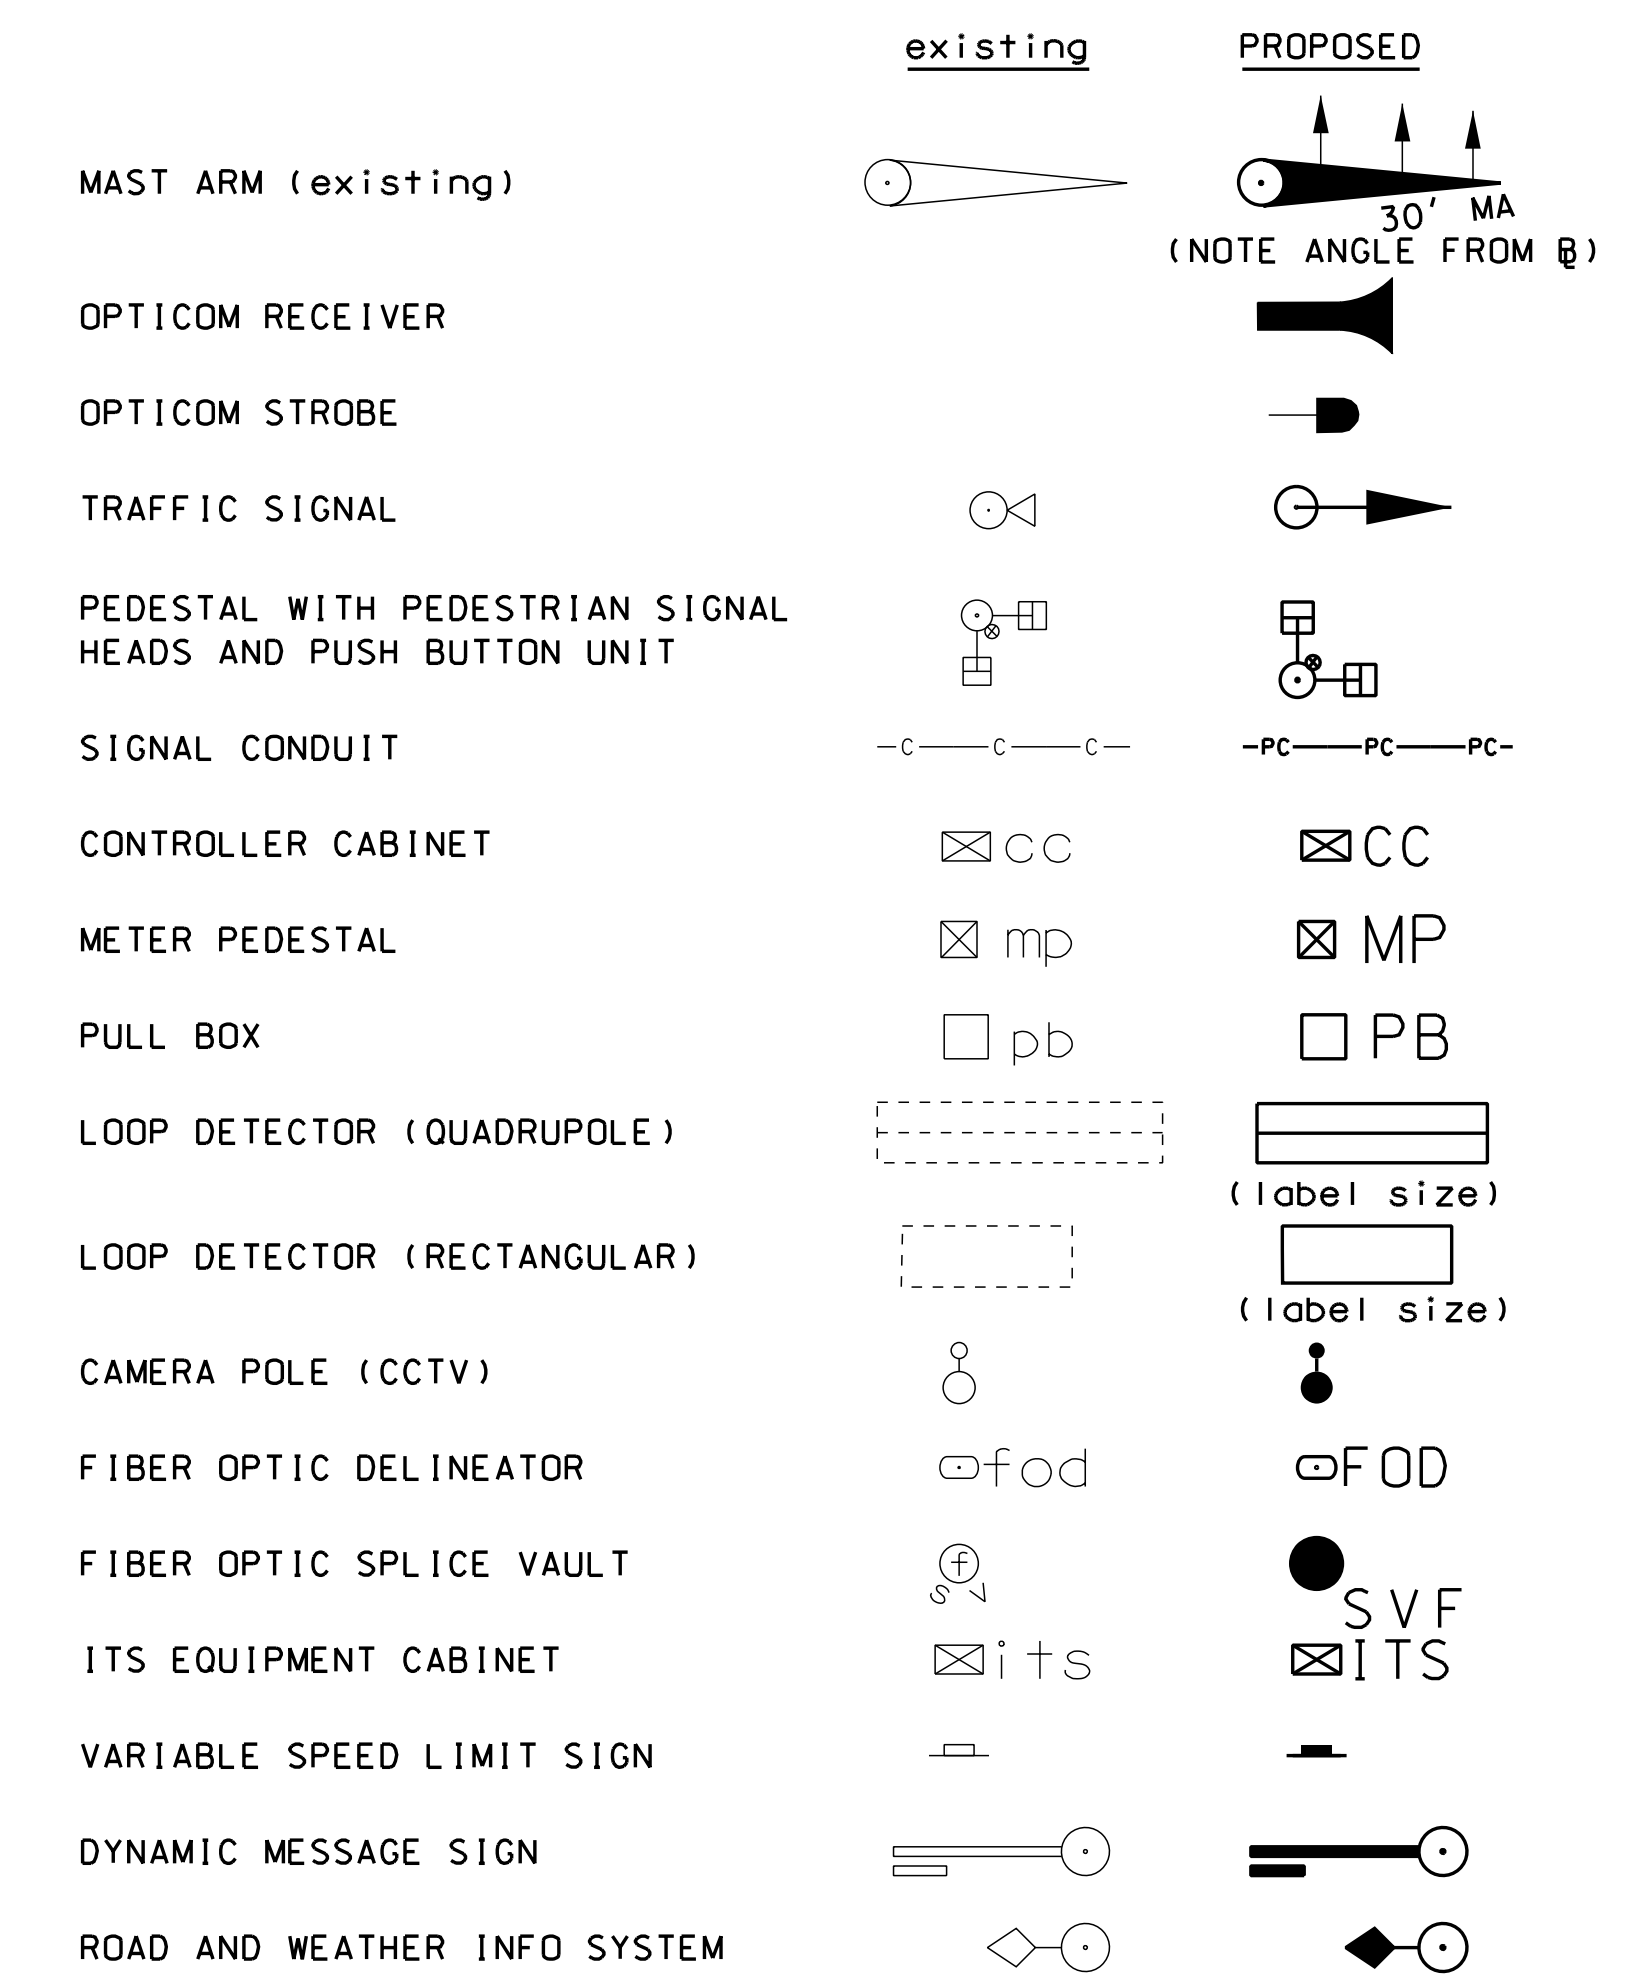 existing PROPOSED
MAST ARM (existing)
30' MA
(NOTE ANGLE FROM ℄)
OPTICOM RECEIVER
OPTICOM STROBE
TRAFFIC SIGNAL
PEDESTAL WITH PEDESTRIAN SIGNAL
HEADS AND PUSH BUTTON UNIT
SIGNAL CONDUIT C C C PC PC PC
CONTROLLER CABINET cc CC
METER PEDESTAL mp MP
PULL BOX pb PB
LOOP DETECTOR (QUADRUPOLE)
(label size)
LOOP DETECTOR (RECTANGULAR)
(label size)
CAMERA POLE (CCTV)
FIBER OPTIC DELINEATOR fod FOD
FIBER OPTIC SPLICE VAULT f
s v SVF
ITS EQUIPMENT CABINET its ITS
VARIABLE SPEED LIMIT SIGN
DYNAMIC MESSAGE SIGN
ROAD AND WEATHER INFO SYSTEM